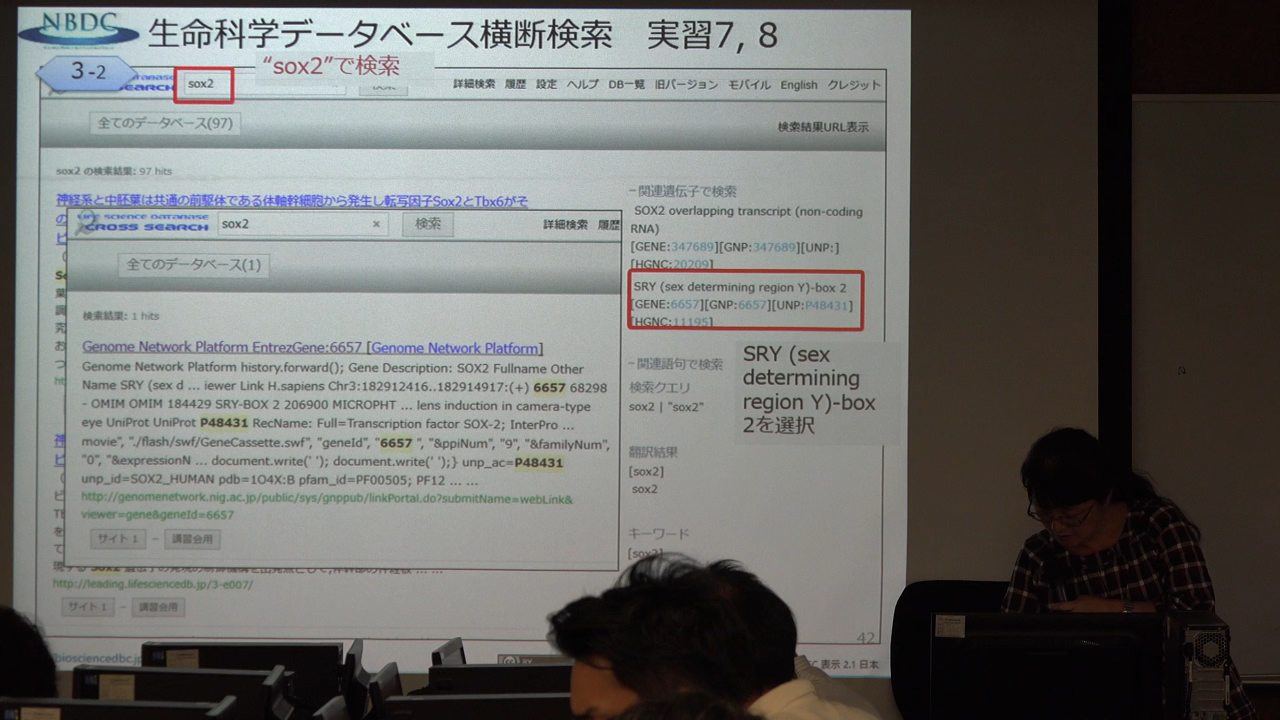 NBDC
生命科学データベース横断検索　実習7, 8
3-2
"sox2"で検索
sox2
詳細検索 履歴 設定 ヘルプ DB一覧 旧バージョン モバイル English クレジット
全てのデータベース(97)
検索結果URL表示
sox2 の検索結果: 97 hits
神経系と中胚葉は共通の前駆体である体軸幹細胞から発生し転写因子Sox2とTbx6がそ
LIFE SCIENCE DATABASE
CROSS SEARCH
sox2
×
検索
詳細検索 履歴
全てのデータベース(1)
検索結果: 1 hits
Genome Network Platform EntrezGene:6657 [Genome Network Platform]
Genome Network Platform history.forward(); Gene Description: SOX2 Fullname Other
Name SRY (sex d ... iewer Link H.sapiens Chr3:182912416..182914917:(+) 6657 68298
- OMIM OMIM 184429 SRY-BOX 2 206900 MICROPHT ... lens induction in camera-type
eye UniProt UniProt P48431 RecName: Full=Transcription factor SOX-2; InterPro ...
movie", "./flash/swf/GeneCassette.swf", "geneId", "6657 ", "&ppiNum", "9", "&familyNum",
"0", "&expressionN ... document.write(' '); document.write(' ');} unp_ac=P48431
unp_id=SOX2_HUMAN pdb=1O4X:B pfam_id=PF00505; PF12 ... ...
http://genomenetwork.nig.ac.jp/public/sys/gnppub/linkPortal.do?submitName=webLink&
viewer=gene&geneId=6657
サイト 1 － 講習会用
http://leading.lifesciencedb.jp/3-e007/
サイト 1 － 講習会用
－関連遺伝子で検索
SOX2 overlapping transcript (non-coding
RNA)
[GENE:347689][GNP:347689][UNP:]
[HGNC:20209]
SRY (sex determining region Y)-box 2
[GENE:6657][GNP:6657][UNP:P48431]
[HGNC:11195]
－関連語句で検索
検索クエリ
sox2 | "sox2"
翻訳結果
[sox2]
sox2
キーワード
[sox2]
SRY (sex
determining
region Y)-box
2を選択
42
biosciencedbc.jp
表示 2.1 日本